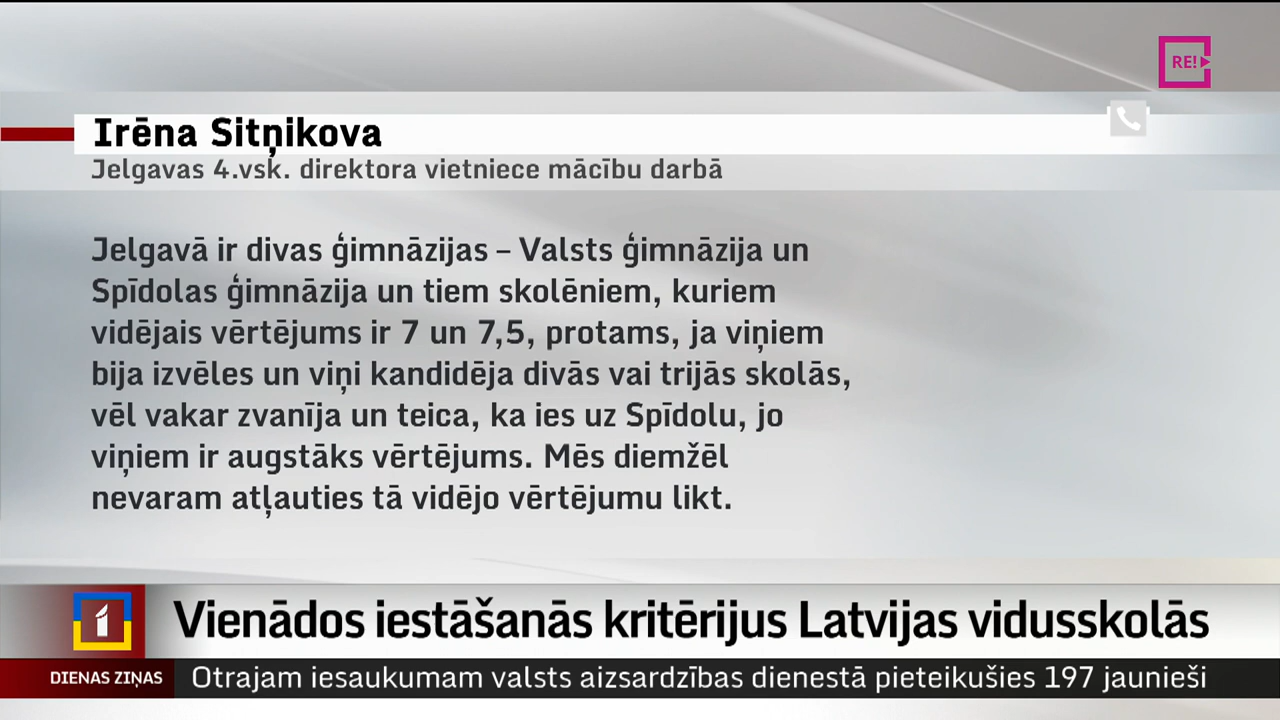 RE!
Irēna Sitņikova
Jelgavas 4.vsk. direktora vietniece mācību darbā
Jelgavā ir divas ģimnāzijas – Valsts ģimnāzija un
Spīdolas ģimnāzija un tiem skolēniem, kuriem
vidējais vērtējums ir 7 un 7,5, protams, ja viņiem
bija izvēles un viņi kandidēja divās vai trijās skolās,
vēl vakar zvanīja un teica, ka ies uz Spīdolu, jo
viņiem ir augstāks vērtējums. Mēs diemžēl
nevaram atļauties tā vidējo vērtējumu likt.
1
Vienādos iestāšanās kritērijus Latvijas vidusskolās
DIENAS ZIŅAS
Otrajam iesaukumam valsts aizsardzības dienestā pieteikušies 197 jaunieši